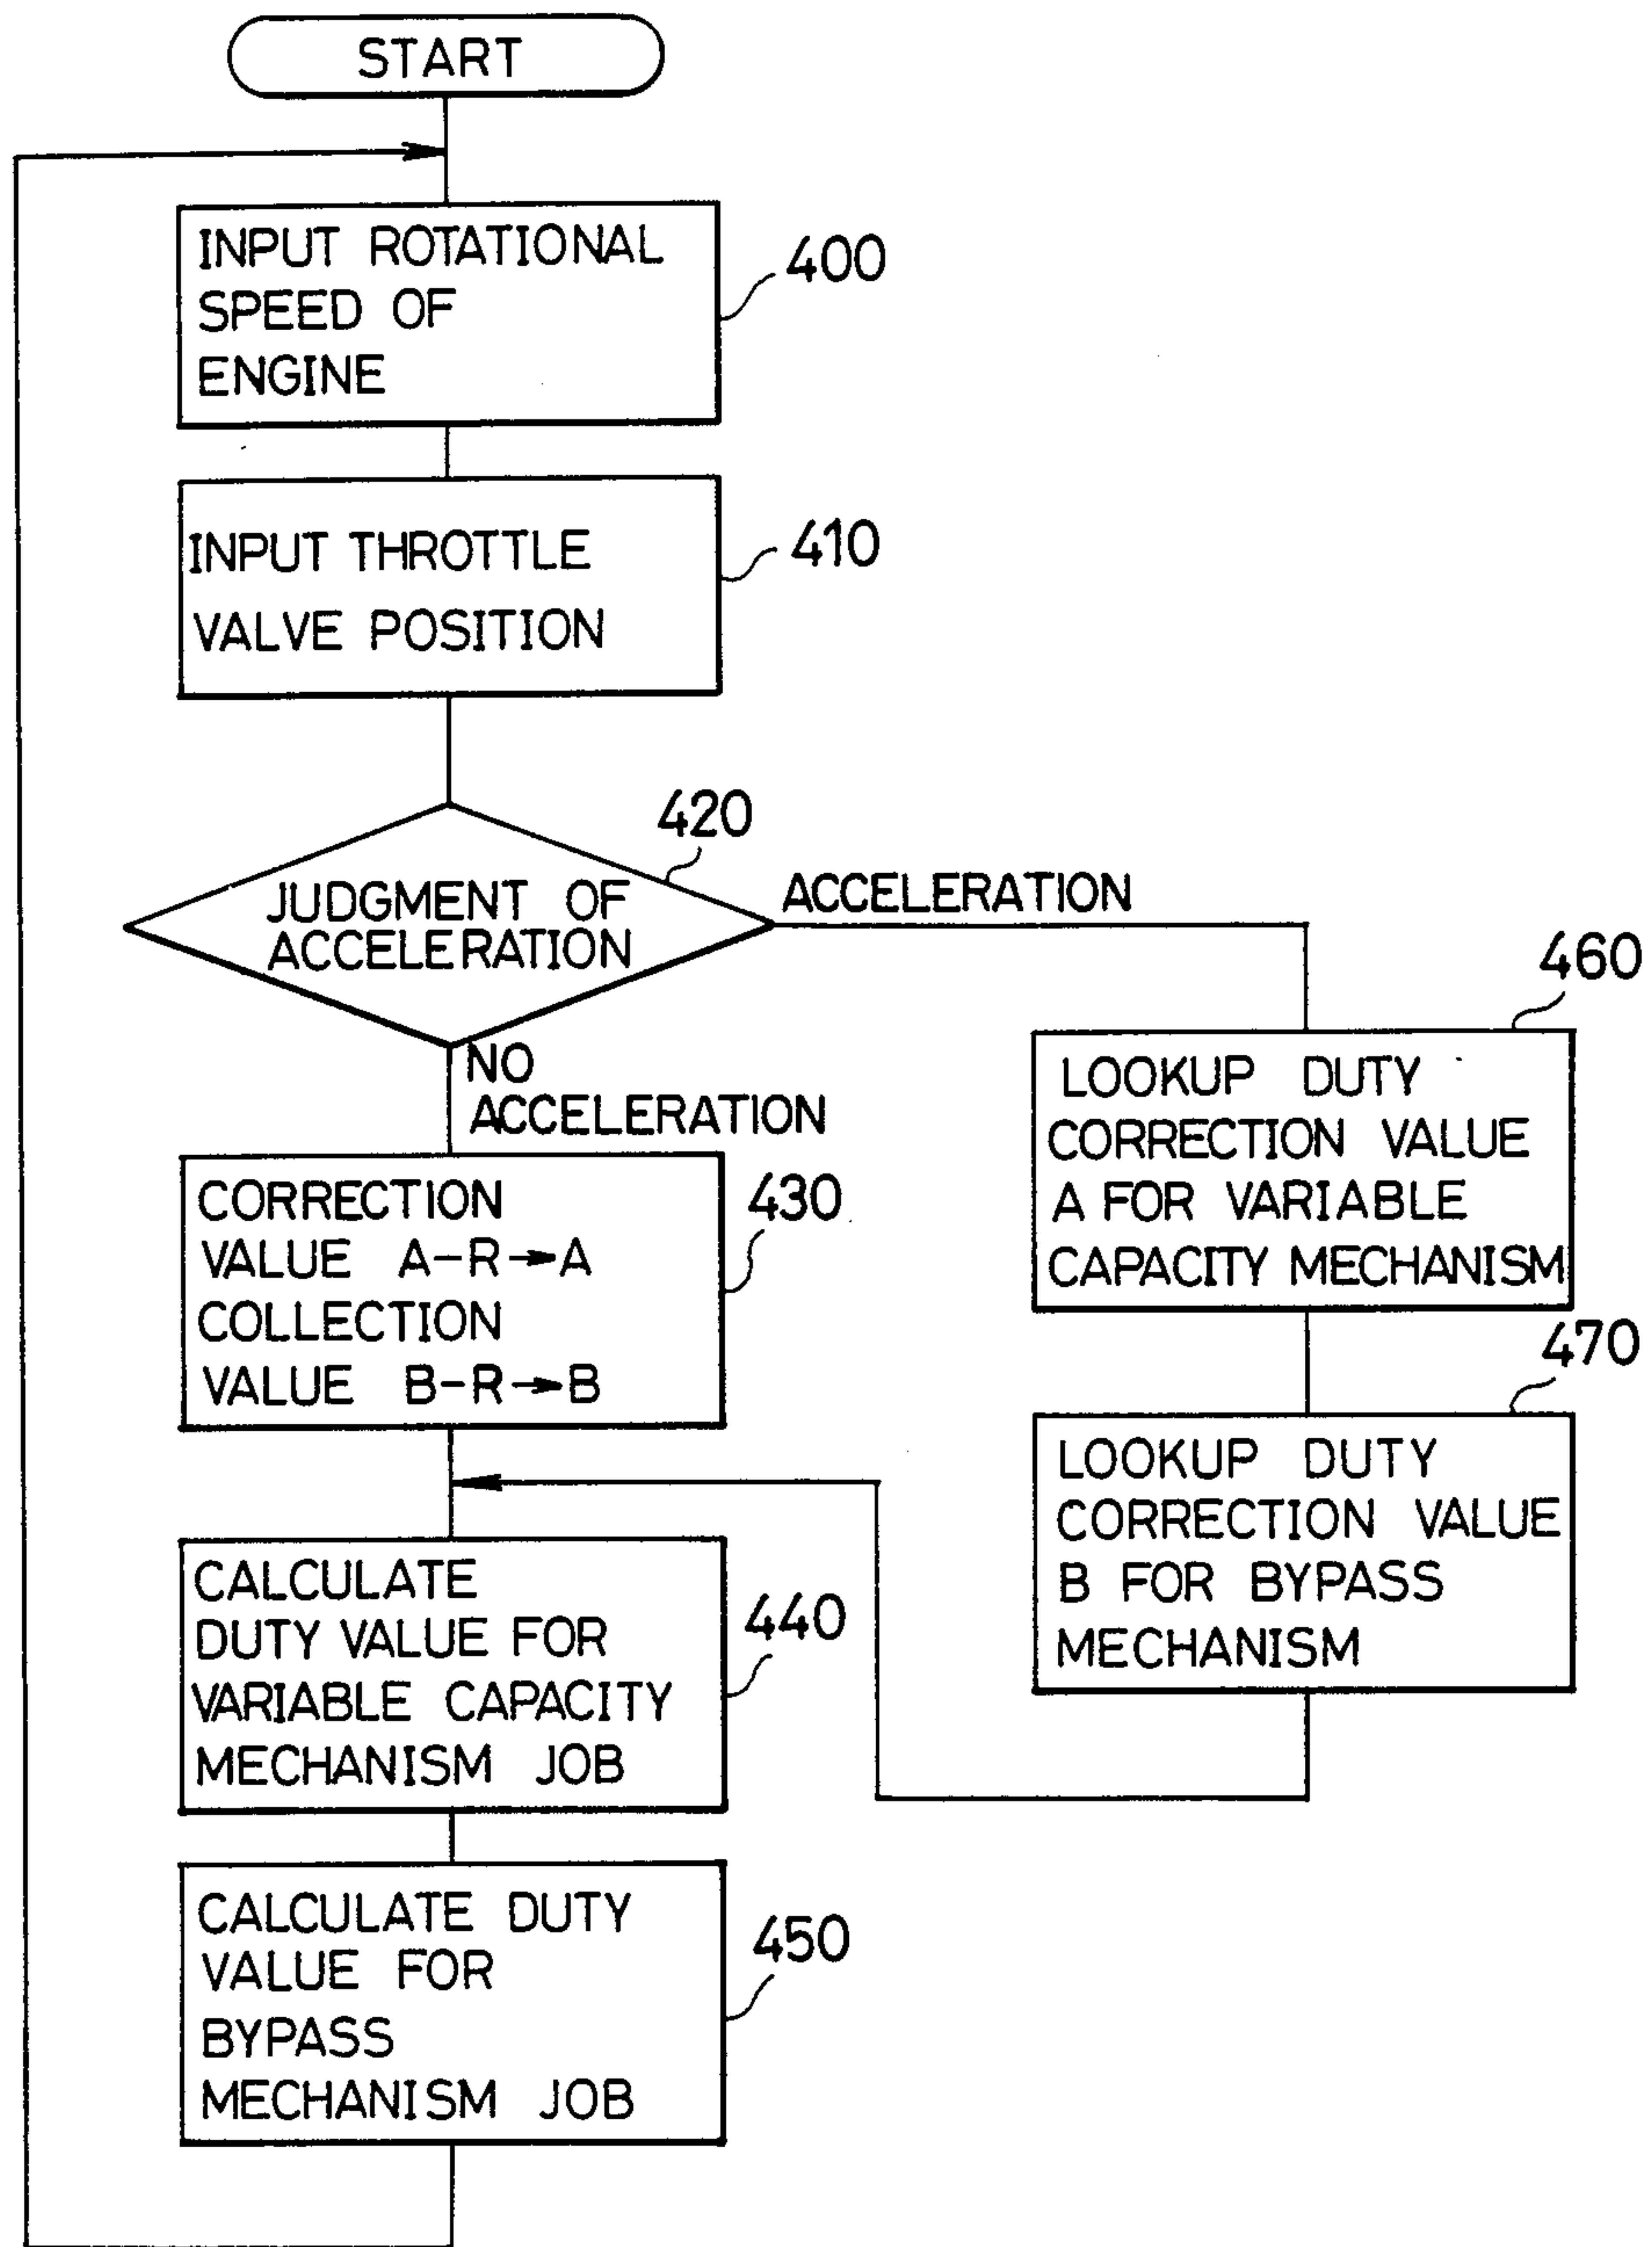 START
INPUT ROTATIONAL
SPEED OF
ENGINE
400
INPUT THROTTLE
VALVE POSITION
410
420
JUDGMENT OF
ACCELERATION
ACCELERATION
NO
ACCELERATION
CORRECTION
VALUE A-R→A
COLLECTION
VALUE B-R→B
430
CALCULATE
DUTY VALUE FOR
VARIABLE CAPACITY
MECHANISM JOB
440
CALCULATE DUTY
VALUE FOR
BYPASS
MECHANISM JOB
450
460
LOOKUP DUTY
CORRECTION VALUE
A FOR VARIABLE
CAPACITY MECHANISM
470
LOOKUP DUTY
CORRECTION VALUE
B FOR BYPASS
MECHANISM